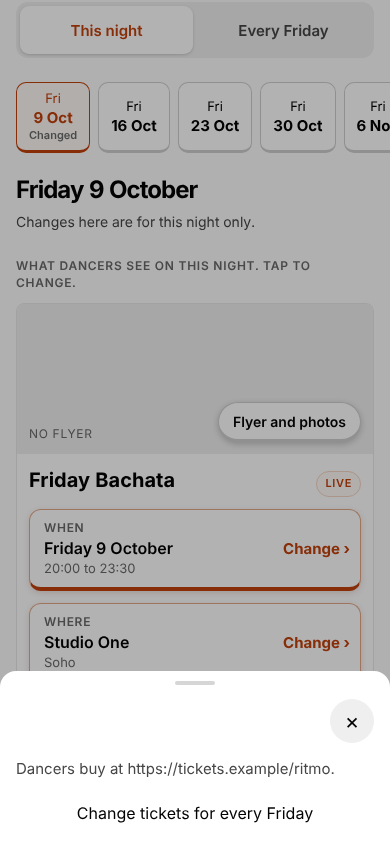 This night
Every Friday
Fri
9 Oct
Changed
Fri
16 Oct
Fri
23 Oct
Fri
30 Oct
Fri
6 No
Friday 9 October
Changes here are for this night only.
WHAT DANCERS SEE ON THIS NIGHT. TAP TO
CHANGE.
NO FLYER
Flyer and photos
Friday Bachata
LIVE
WHEN
Friday 9 October
Change ›
20:00 to 23:30
WHERE
Studio One
Change ›
Soho
×
Dancers buy at https://tickets.example/ritmo.
Change tickets for every Friday